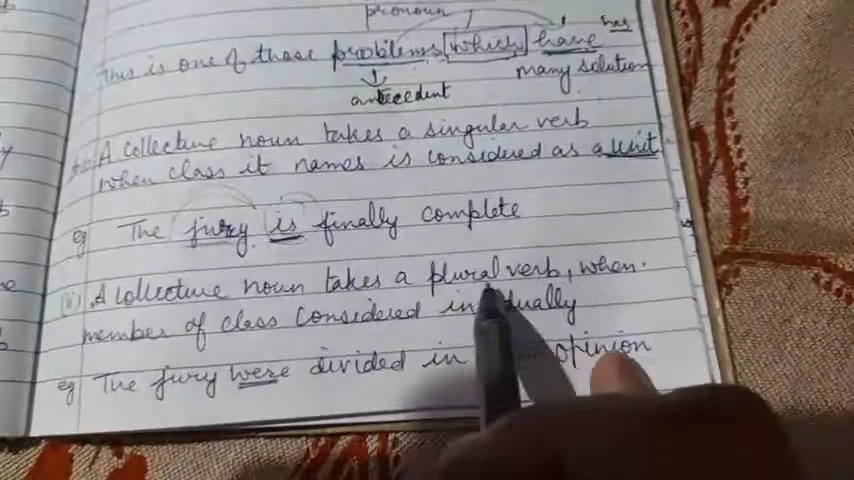 pronoun
has
This is one of those problems which have
many solution
antecedent
A collective noun takes a singular verb
when class it names is considered as a unit
eg The jury is finally complete
(ii) A collective noun takes a plural verb, when
member of class considered
eg The jury were divided in opinion